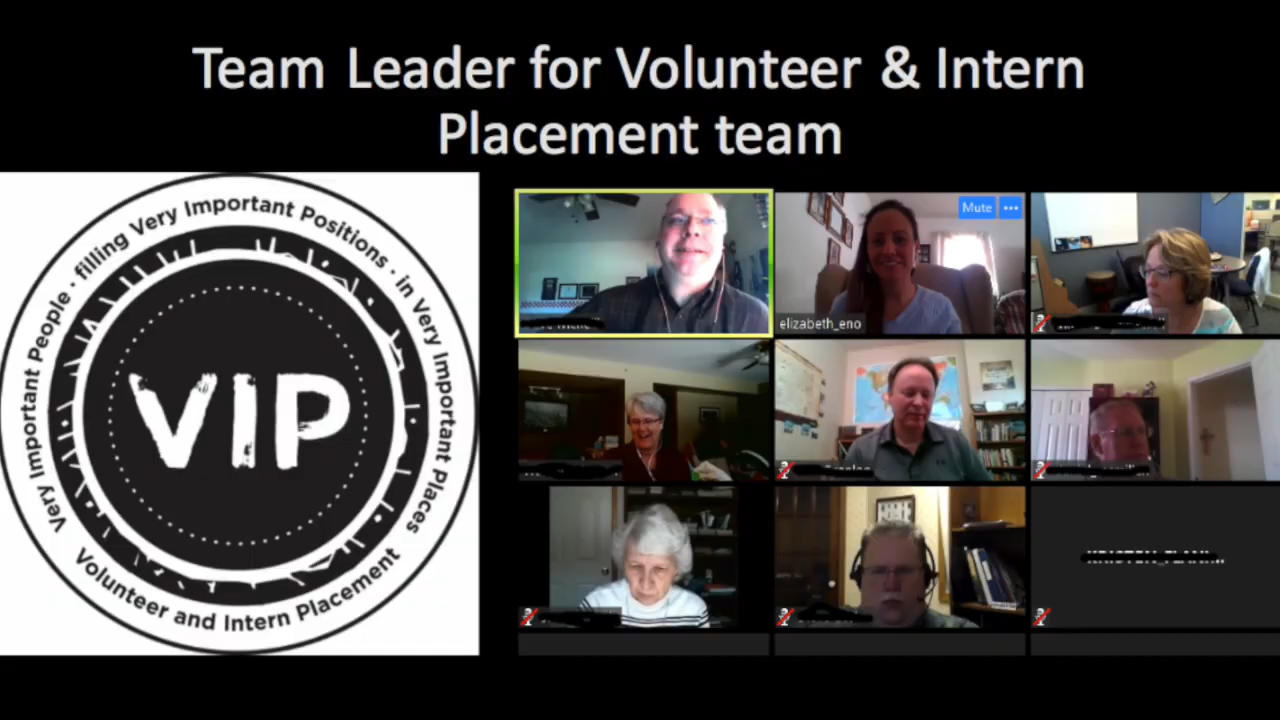 Team Leader for Volunteer & Intern
Placement team
Very Important People • filling Very Important Positions • in Very Important Places
VIP
Volunteer and Intern Placement
Mute
elizabeth_eno